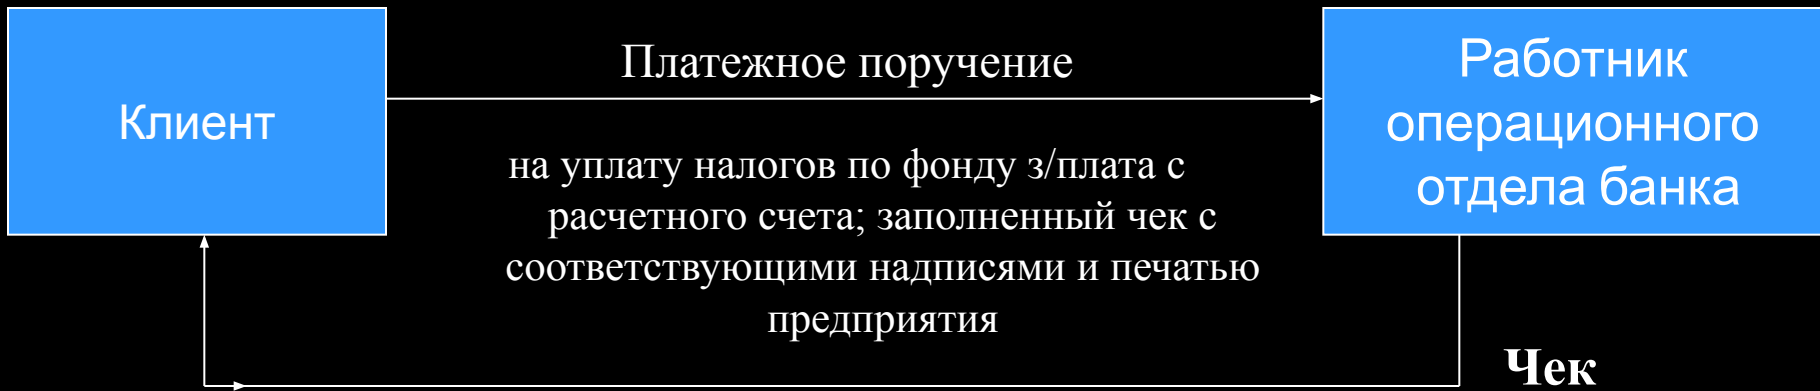 Клиент
Платежное поручение
на уплату налогов по фонду з/плата с
расчетного счета; заполненный чек с
соответствующими надписями и печатью
предприятия
Работник
операционного
отдела банка
Чек